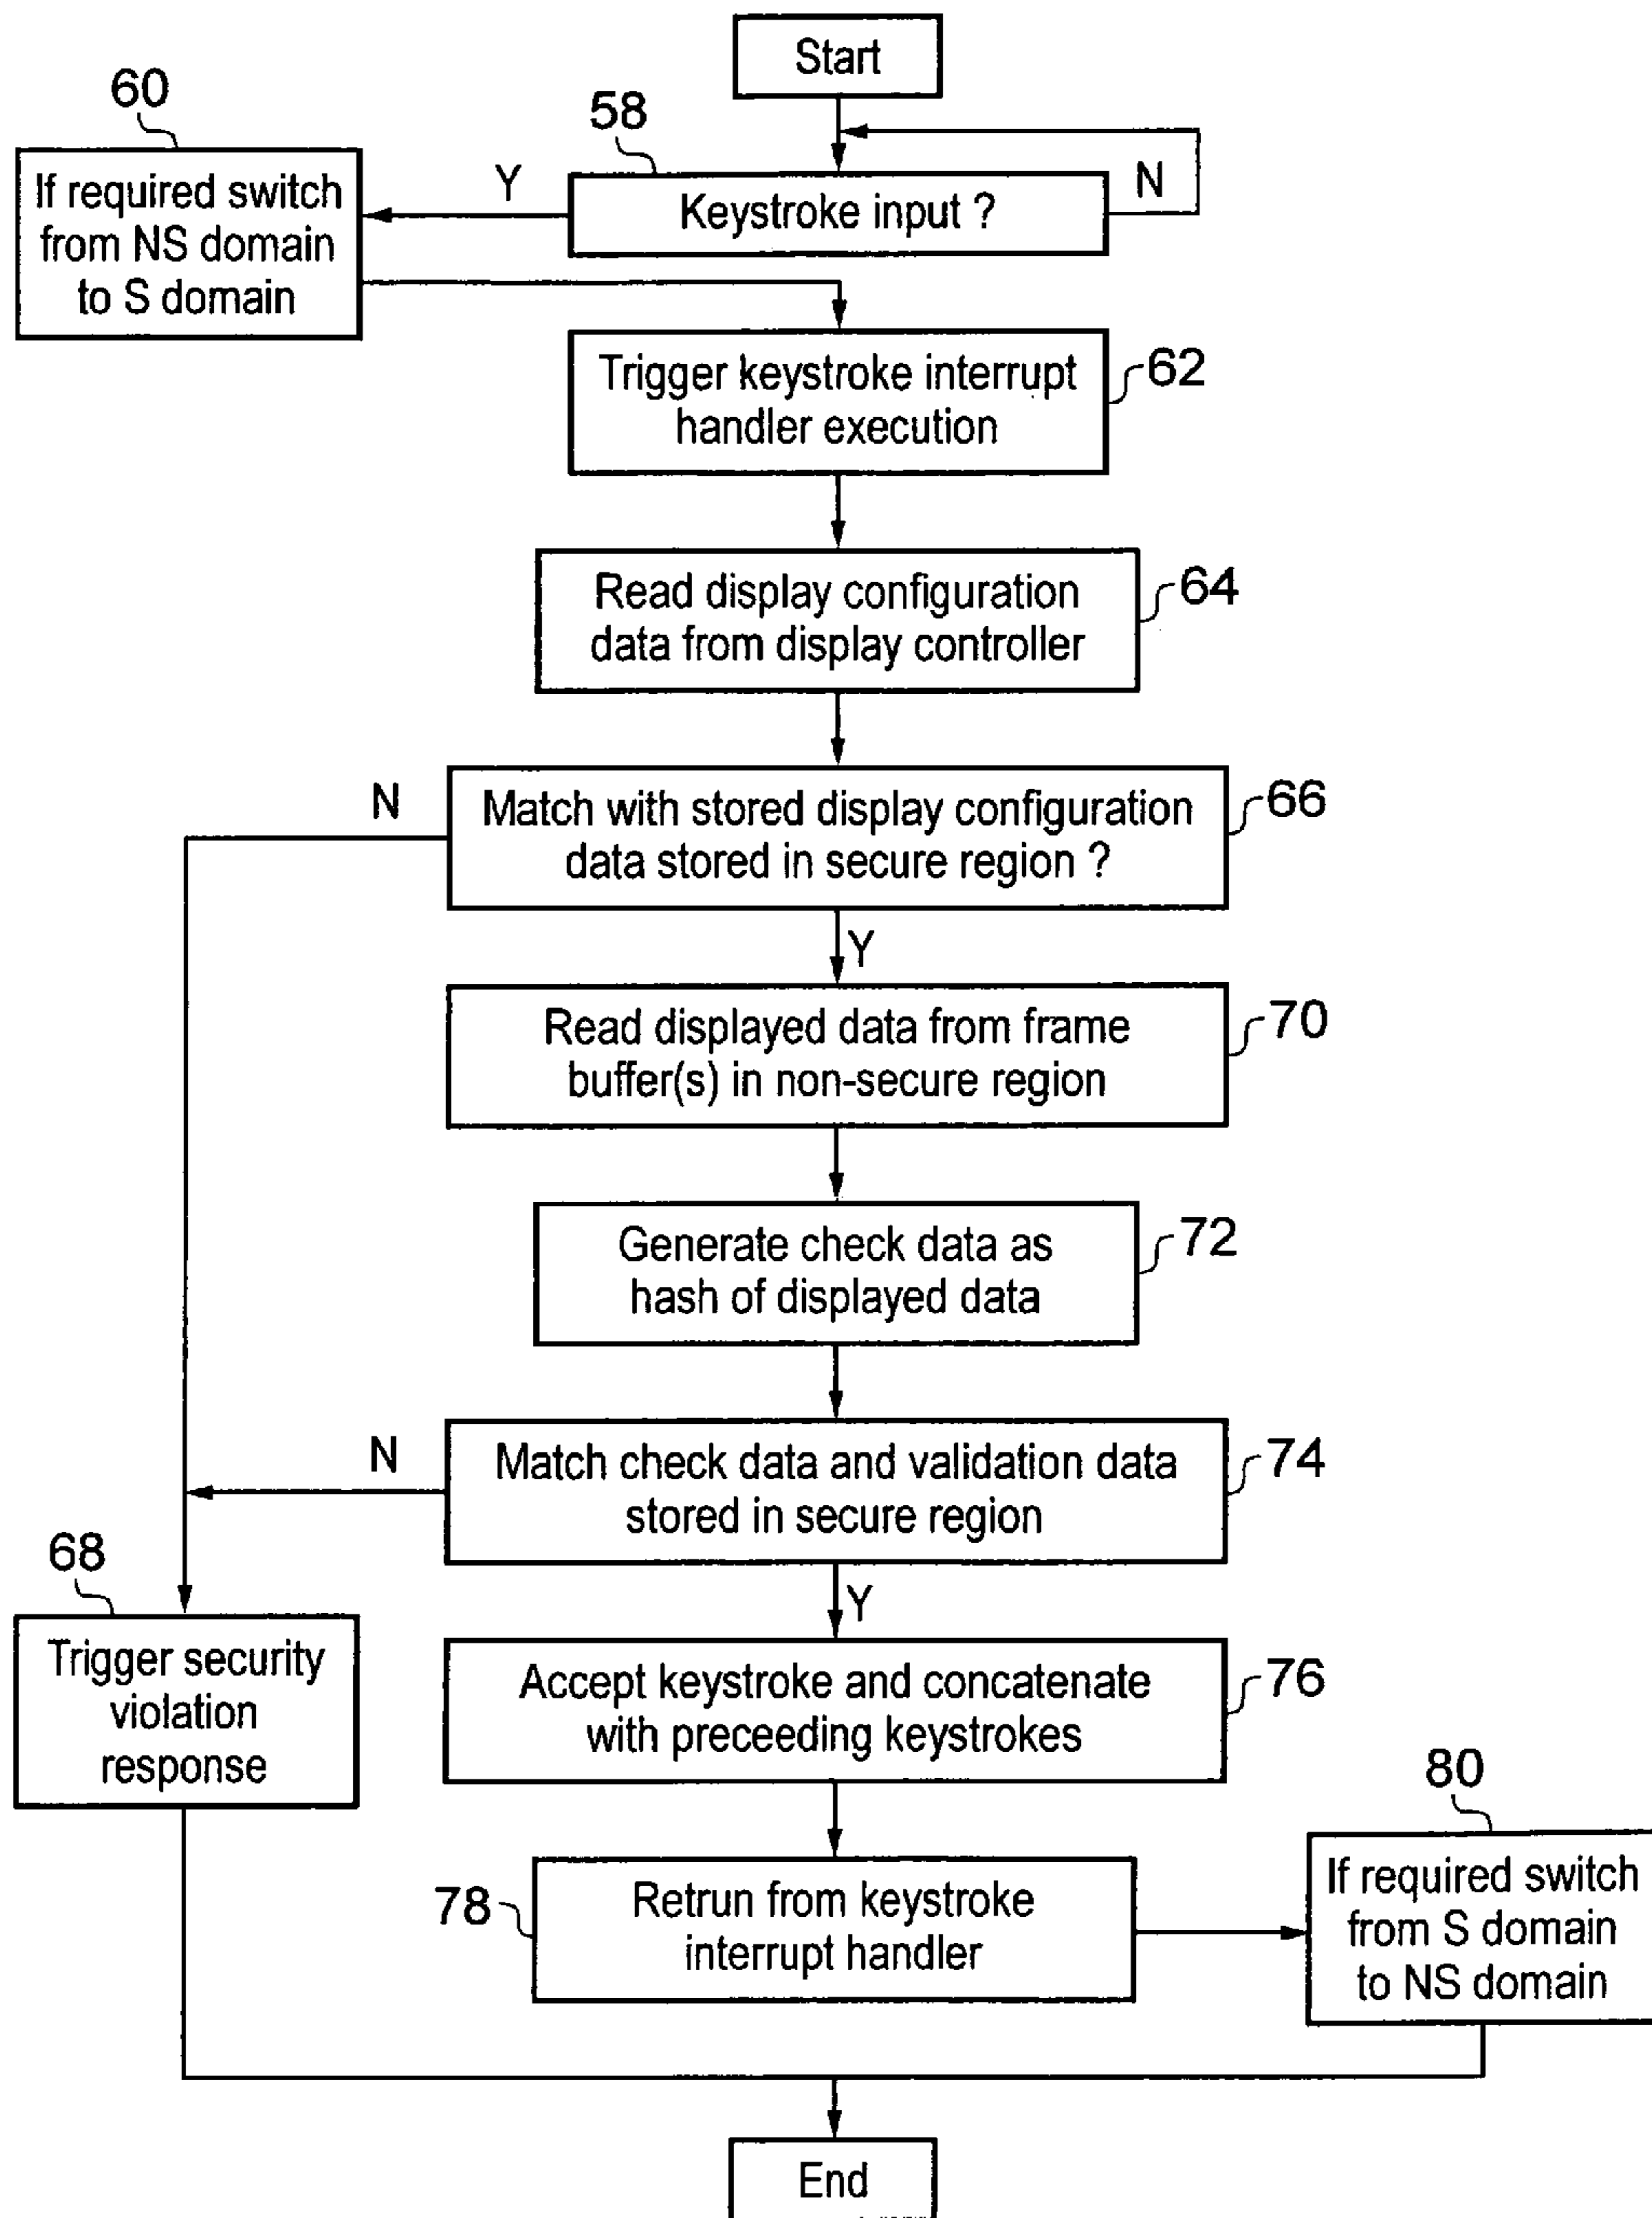 Start
60
58
If required switch
from NS domain
to S domain
Y
Keystroke input ?
N
Trigger keystroke interrupt
handler execution
62
Read display configuration
data from display controller
64
N
Match with stored display configuration
data stored in secure region ?
66
Y
Read displayed data from frame
buffer(s) in non-secure region
70
Generate check data as
hash of displayed data
72
N
Match check data and validation data
stored in secure region
74
68
Y
Trigger security
violation
response
Accept keystroke and concatenate
with preceeding keystrokes
76
80
78
Retrun from keystroke
interrupt handler
If required switch
from S domain
to NS domain
End